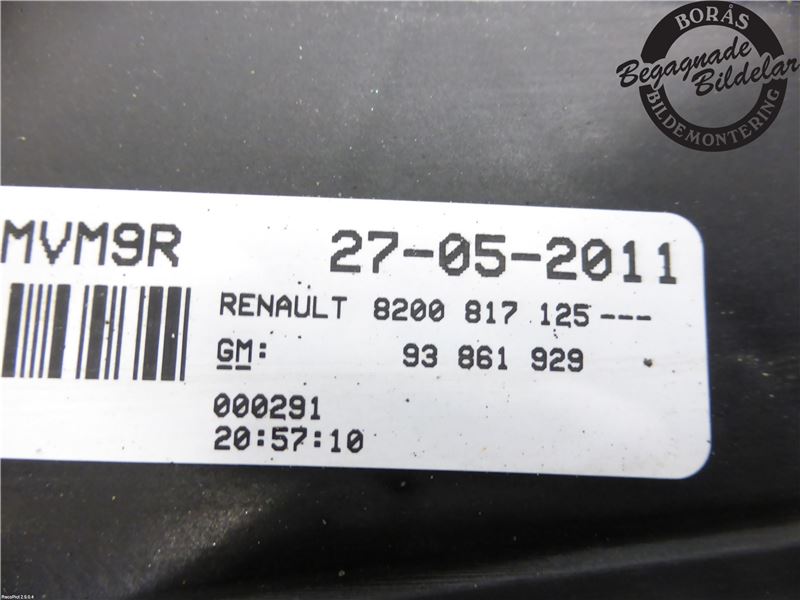 BORÅS
Begagnade
Bildelar
BILDEMONTERING
MVM9R 27-05-2011
RENAULT 8200 817 125---
GM: 93 861 929
000291
20:57:10